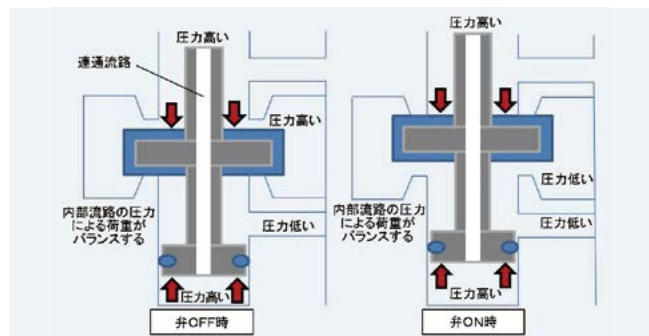 圧力高い
連通流路
圧力高い
内部流路の圧力
による荷重が
バランスする
圧力低い
圧力高い
弁OFF時
圧力高い
圧力低い
内部流路の圧力
による荷重が
バランスする
圧力低い
圧力高い
弁ON時